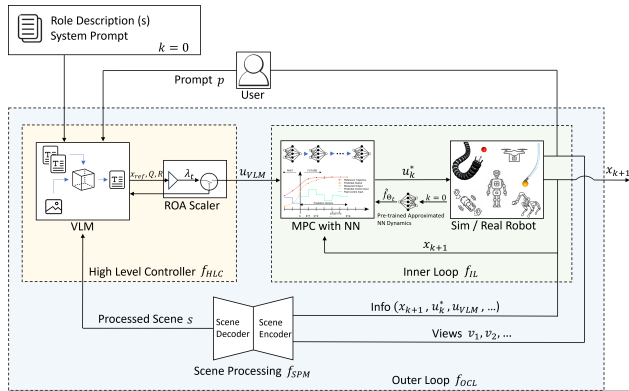 Role Description (s)
System Prompt
k = 0
Prompt p
User
VLM
x_ref, Q, R
λ_t
ROA Scaler
u_VLM
High Level Controller f_HLC
MPC with NN
u*_k
f̂_Θ_t
k = 0
Pre-trained Approximated
NN Dynamics
Sim / Real Robot
x_{k+1}
x_{k+1}
Inner Loop f_IL
Processed Scene s
Scene
Decoder
Scene
Encoder
Info (x_{k+1}, u*_k, u_VLM, ...)
Views v_1, v_2, ...
Scene Processing f_SPM
Outer Loop f_OCL